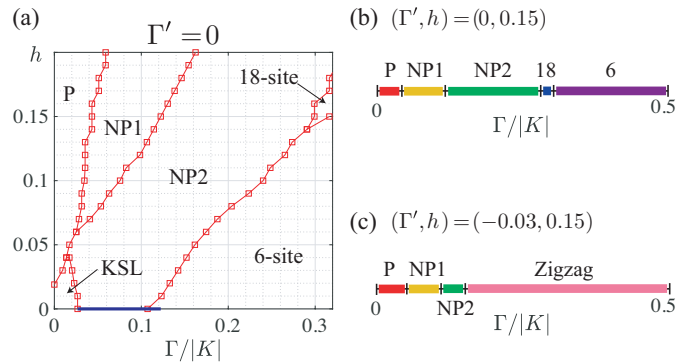 (a)
Γ′=0
h
0.15
0.1
0.05
0
0
0.1
0.2
0.3
Γ/|K|
P
NP1
NP2
KSL
18-site
6-site
(b) (Γ′, h) = (0, 0.15)
P NP1 NP2 18 6
0 0.5
Γ/|K|
(c) (Γ′, h) = (−0.03, 0.15)
P NP1 Zigzag
NP2
0 0.5
Γ/|K|